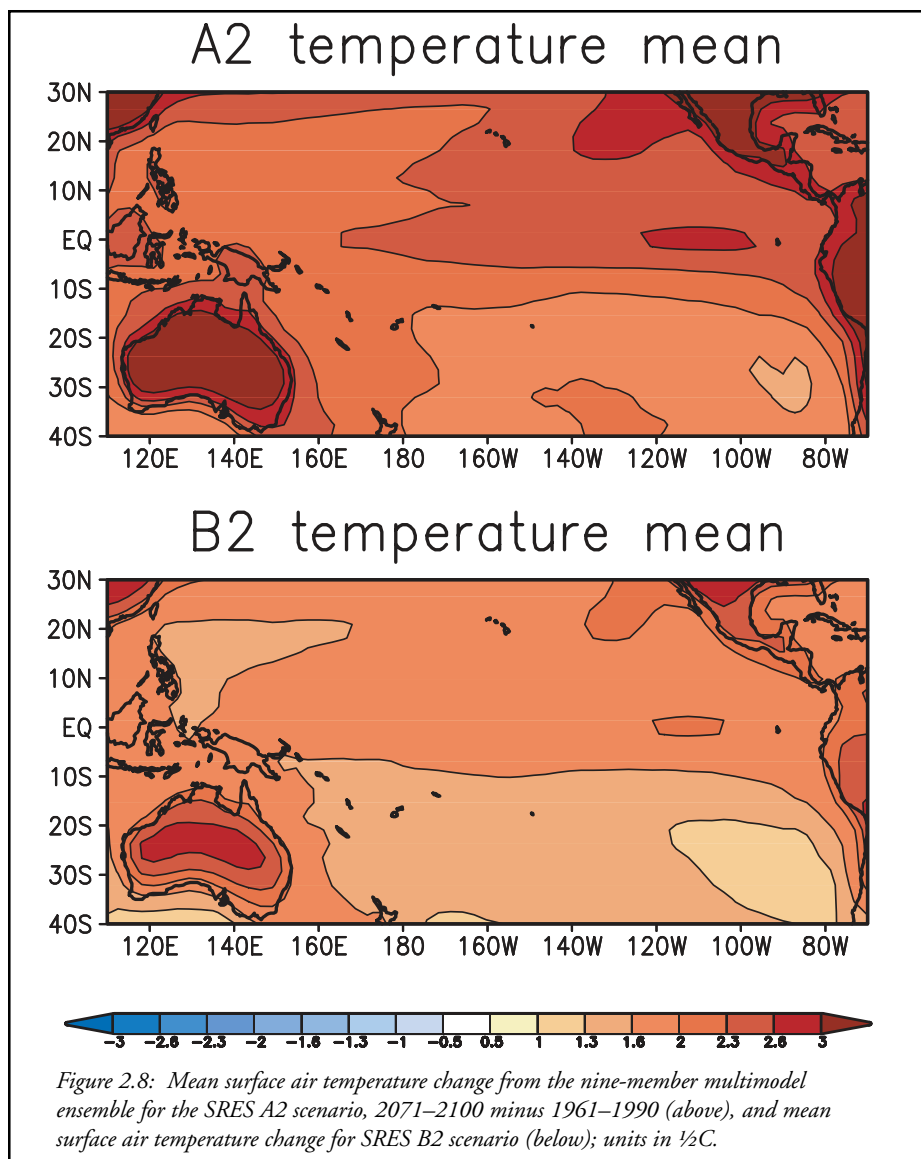 A2 temperature mean
30N
20N
10N
EQ
10S
20S
30S
40S
120E 140E 160E 180 160W 140W 120W 100W 80W
B2 temperature mean
30N
20N
10N
EQ
10S
20S
30S
40S
120E 140E 160E 180 160W 140W 120W 100W 80W
-3 -2.6 -2.3 -2 -1.6 -1.3 -1 -0.5 0.5 1 1.3 1.6 2 2.3 2.6 3
Figure 2.8: Mean surface air temperature change from the nine-member multimodel
ensemble for the SRES A2 scenario, 2071–2100 minus 1961–1990 (above), and mean
surface air temperature change for SRES B2 scenario (below); units in ½C.